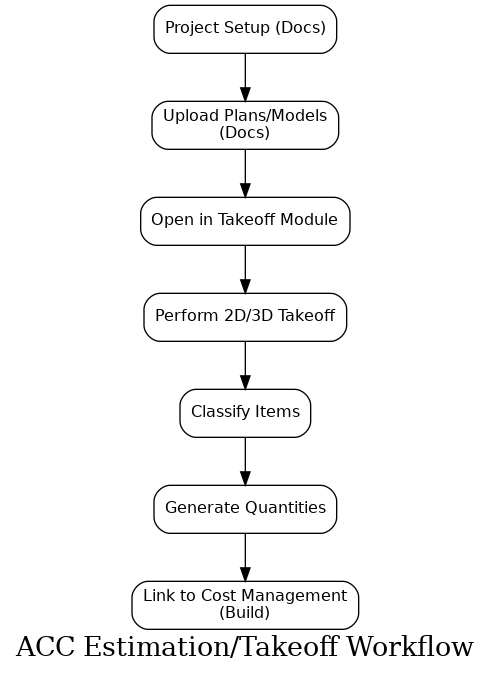 Project Setup (Docs)
Upload Plans/Models
(Docs)
Open in Takeoff Module
Perform 2D/3D Takeoff
Classify Items
Generate Quantities
Link to Cost Management
(Build)
ACC Estimation/Takeoff Workflow